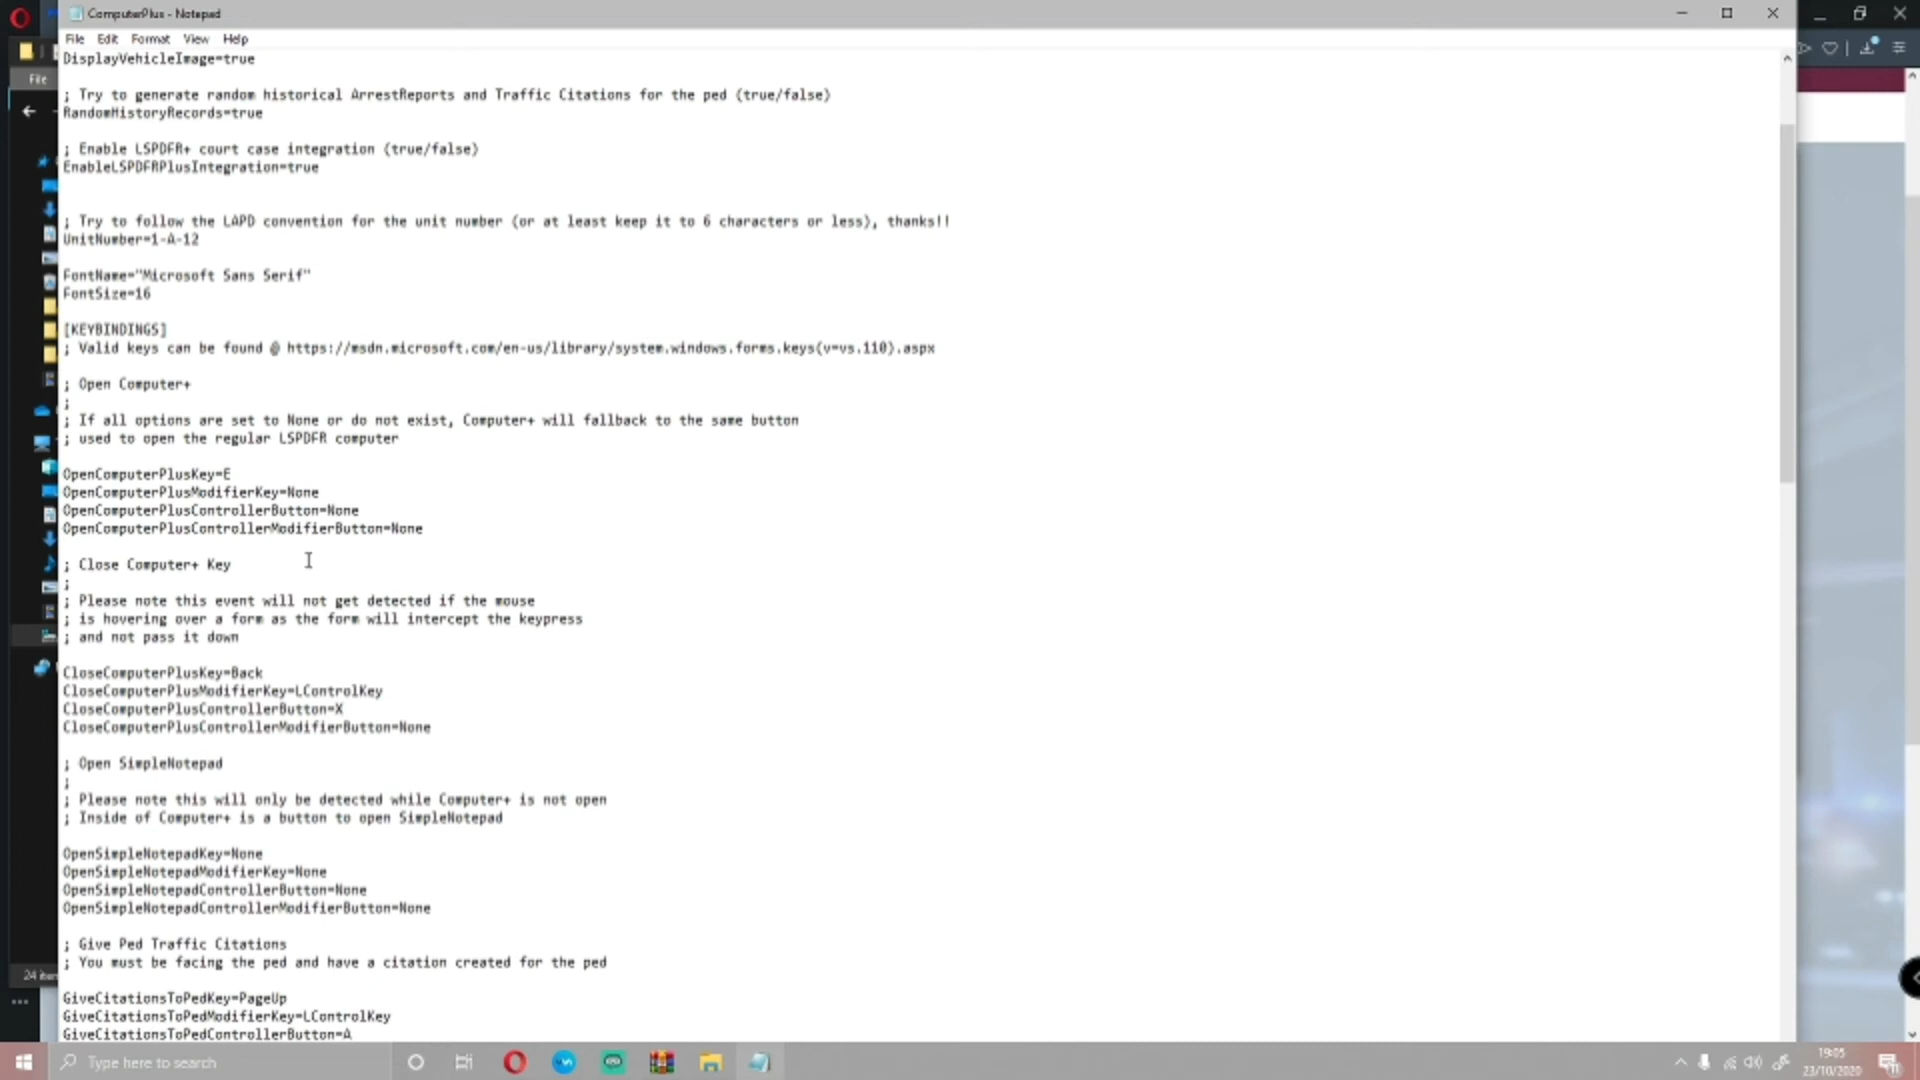 ComputerPlus - Notepad
File Edit Format View Help
File
DisplayVehicleImage=true
; Try to generate random historical ArrestReports and Traffic Citations for the ped (true/false)
RandomHistoryRecords=true
; Enable LSPDFR+ court case integration (true/false)
EnableLSPDFRPlusIntegration=true
; Try to follow the LAPD convention for the unit number (or at least keep it to 6 characters or less), thanks!!
UnitNumber=1-A-12
FontName="Microsoft Sans Serif"
FontSize=16
[KEYBINDINGS]
; Valid keys can be found @ https://msdn.microsoft.com/en-us/library/system.windows.forms.keys(v=vs.110).aspx
; Open Computer+
;
; If all options are set to None or do not exist, Computer+ will fallback to the same button
; used to open the regular LSPDFR computer
OpenComputerPlusKey=E
OpenComputerPlusModifierKey=None
OpenComputerPlusControllerButton=None
OpenComputerPlusControllerModifierButton=None
; Close Computer+ Key
;
; Please note this event will not get detected if the mouse
; is hovering over a form as the form will intercept the keypress
; and not pass it down
CloseComputerPlusKey=Back
CloseComputerPlusModifierKey=LControlKey
CloseComputerPlusControllerButton=X
CloseComputerPlusControllerModifierButton=None
; Open SimpleNotepad
;
; Please note this will only be detected while Computer+ is not open
; Inside of Computer+ is a button to open SimpleNotepad
OpenSimpleNotepadKey=None
OpenSimpleNotepadModifierKey=None
OpenSimpleNotepadControllerButton=None
OpenSimpleNotepadControllerModifierButton=None
; Give Ped Traffic Citations
; You must be facing the ped and have a citation created for the ped
GiveCitationsToPedKey=PageUp
GiveCitationsToPedModifierKey=LControlKey
GiveCitationsToPedControllerButton=A
24
Type here to search
19:05
23/10/2020